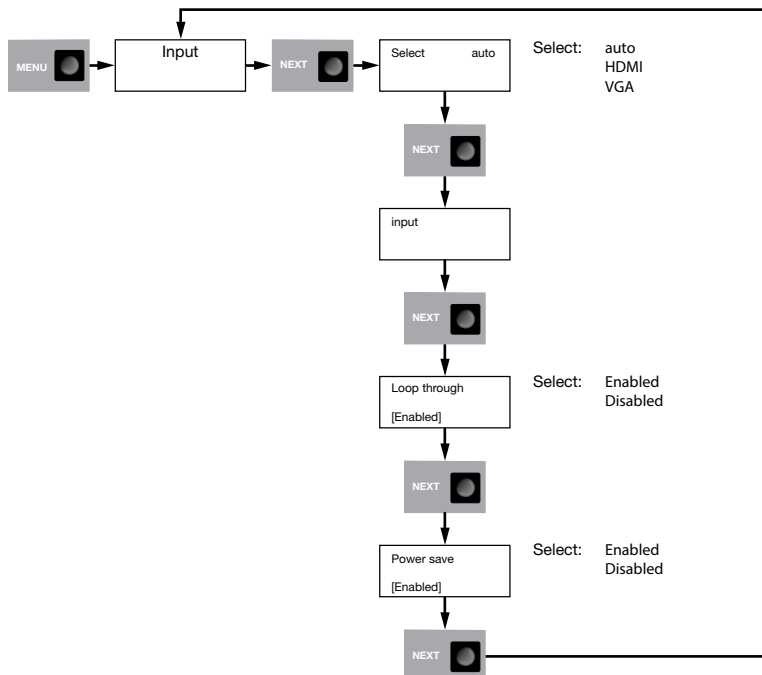 Input
MENU
NEXT
Select auto
Select: auto
HDMI
VGA
NEXT
input
NEXT
Loop through
[Enabled]
Select: Enabled
Disabled
NEXT
Power save
[Enabled]
Select: Enabled
Disabled
NEXT